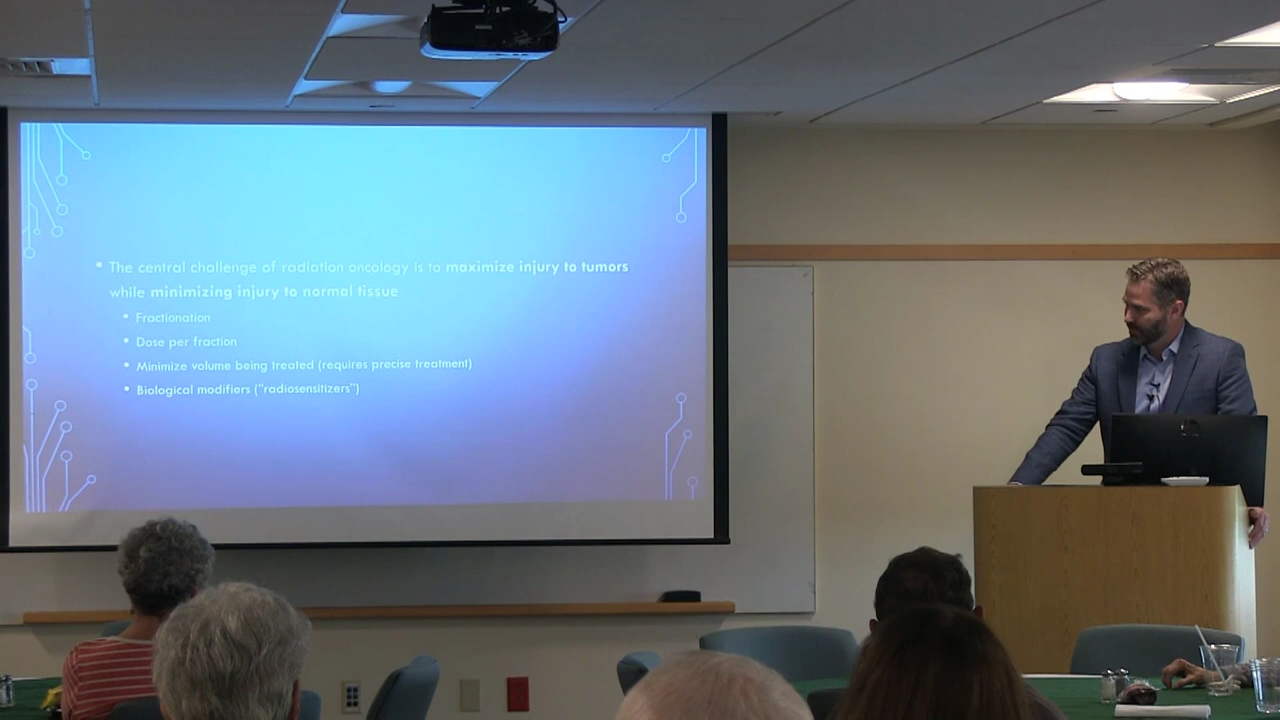 • The central challenge of radiation oncology is to maximize injury to tumors
while minimizing injury to normal tissue
• Fractionation
• Dose per fraction
• Minimize volume being treated (requires precise treatment)
• Biological modifiers ("radiosensitizers")